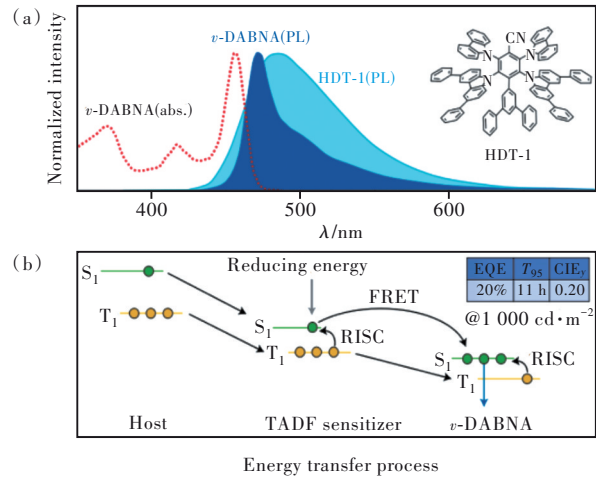 (a)
Normalized intensity
v-DABNA(PL)
HDT-1(PL)
v-DABNA(abs.)
CN
N N
N N
HDT-1
400 500 600
λ/nm
(b)
Reducing energy
EQE T95 CIEy
20% 11 h 0.20
@1 000 cd·m⁻²
S1
T1
FRET
S1
RISC
T1
S1
RISC
T1
Host TADF sensitizer v-DABNA
Energy transfer process